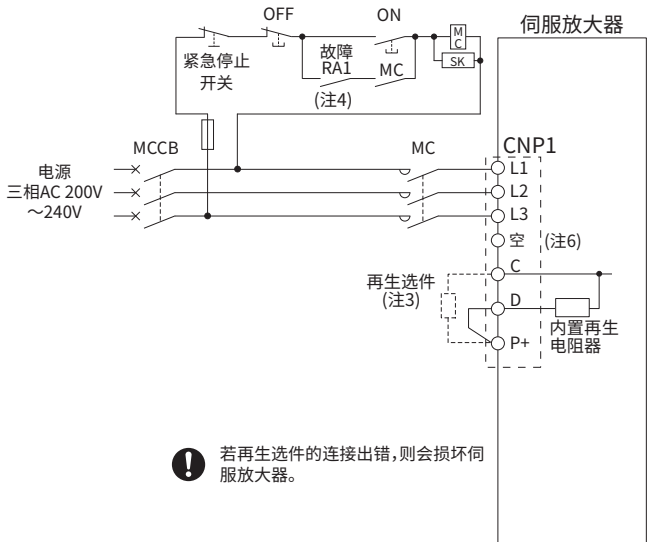 OFF
ON
伺服放大器
M
C
SK
紧急停止
开关
故障
RA1
MC
(注4)
MCCB
MC
CNP1
电源
三相AC 200V
～240V
L1
L2
L3
空
(注6)
C
再生选件
(注3)
D
内置再生
电阻器
P+
若再生选件的连接出错,则会损坏伺
服放大器。